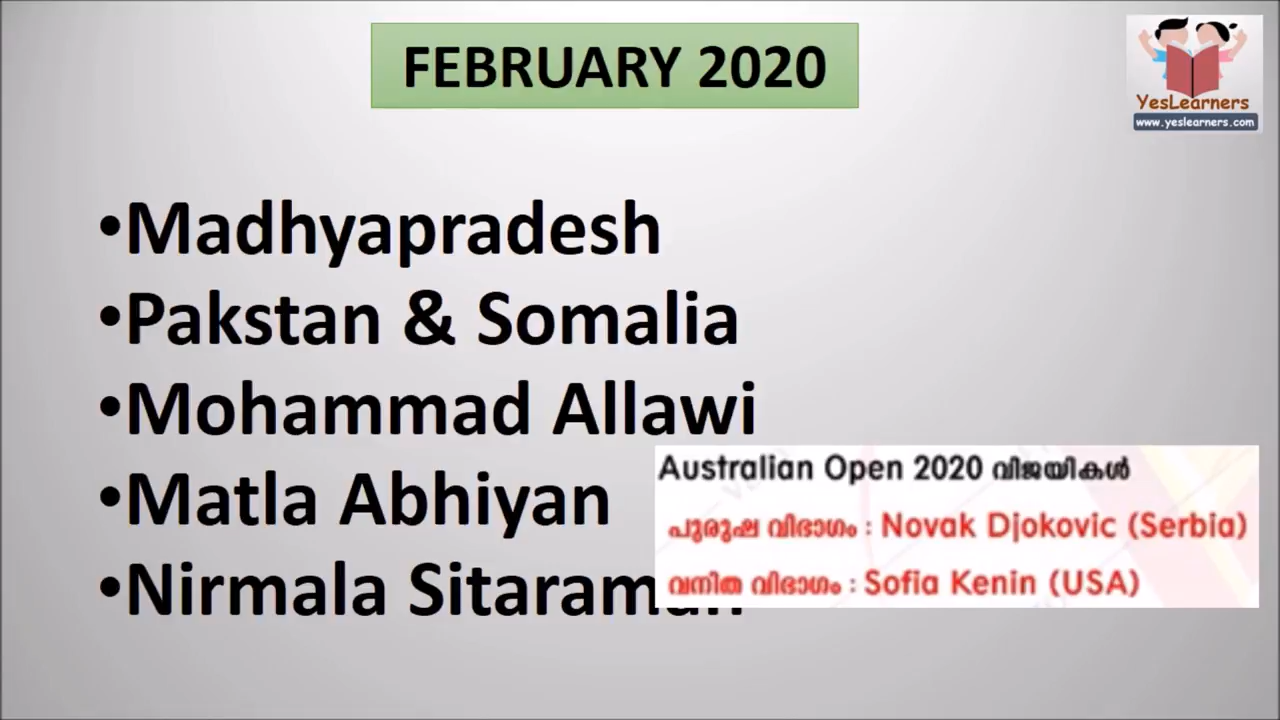 FEBRUARY 2020
YesLearners
www.yeslearners.com
•Madhyapradesh
•Pakstan & Somalia
•Mohammad Allawi
•Matla Abhiyan
•Nirmala
Australian Open 2020 വിജയികൾ
പുരുഷ വിഭാഗം : Novak Djokovic (Serbia)
വനിത വിഭാഗം : Sofia Kenin (USA)